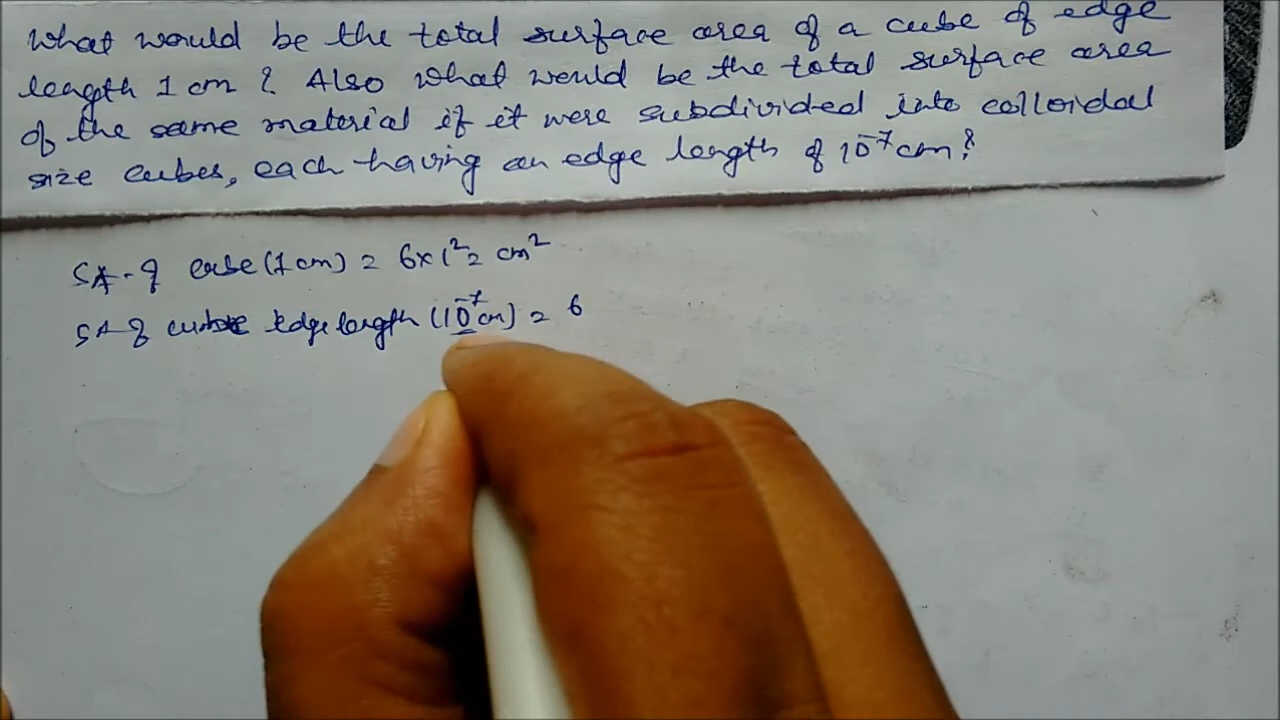 What would be the total surface area of a cube of edge
length 1 cm ? Also what would be the total surface area
of the same material if it were subdivided into colloidal
size cubes, each having an edge length of 10⁻⁷ cm?
SA of cube (1 cm) = 6×1² = cm²
SA of cube Edge length (10⁻⁷cm) = 6